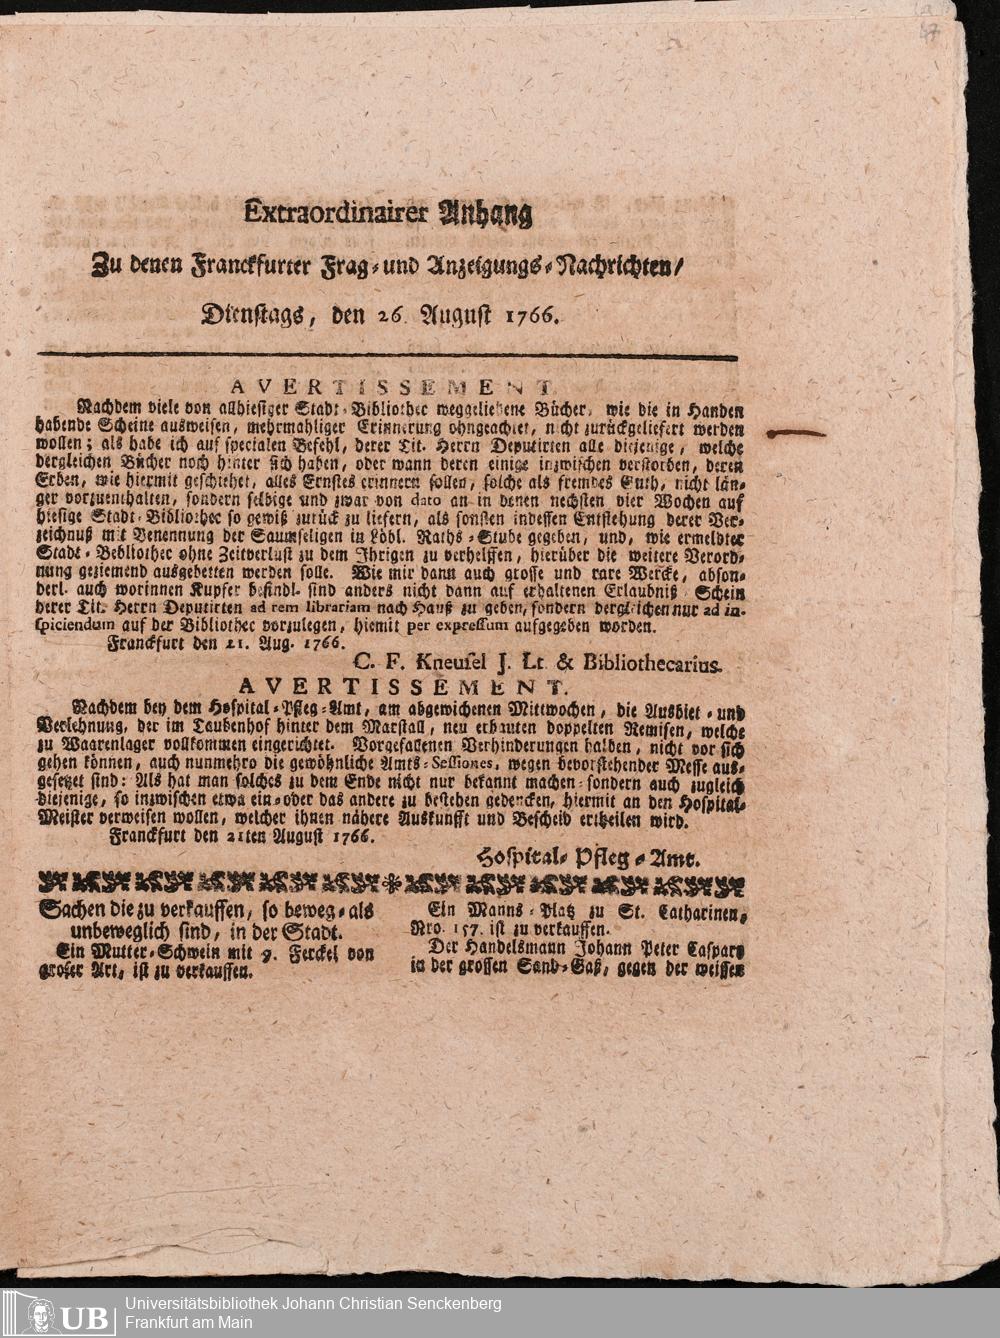 Extraordinairer Anhang
Zu denen Franckfurter Frag-und Anzeigungs-Nachrichten/
Dienstags, den 26. August 1766.
AVERTISSEMENT
Nachdem viele von allhiesiger Stadt-Bibliothec weggeliehene Bücher, wie die in Handen
habende Scheine ausweisen, mehrmahliger Erinnerung ohngeachtet, nicht zurückgeliefert werden
wollen; als habe ich auf specialen Befehl, derer Tit. Herrn Deputirten alle diejenige, welche
dergleichen Bücher noch hinter sich haben, oder wann deren einige inzwischen verstorben, deren
Erben, wie hiermit geschiehet, alles Ernstes erinnern sollen, solche als fremdes Guth, nicht län-
ger vorzuenthalten, sondern selbige und zwar von dato an in denen nechsten vier Wochen auf
hiesige Stadt-Bibliothec so gewiß zurück zu liefern, als sonsten indessen Entstehung derer Ver-
zeichnuß mit Benennung der Saumseligen in Löbl. Raths-Stube gegeben, und, wie ermeldter
Stadt-Bebliothec ohne Zeitverlust zu dem Ihrigen zu verhelffen, hierüber die weitere Verord-
nung geziemend ausgebetten werden solle. Wie mir dann auch grosse und rare Wercke, abson-
derl. auch worinnen Kupfer befindl. sind anders nicht dann auf erhaltenen Erlaubniß-Schein
derer Tit. Herrn Deputirten ad rem librariam nach Hauß zu geben, sondern dergleichen nur ad in-
spiciendum auf der Bibliothec vorzulegen, hiemit per expressum aufgegeben worden.
Franckfurt den 21. Aug. 1766.
C. F. Kneusel J. Lt. & Bibliothecarius.
AVERTISSEMENT.
Nachdem bey dem Hospital-Pfleg-Amt, am abgewichenen Mittwochen, die Ausbiet-und
Verlehnung, der im Taubenhof hinter dem Marstall, neu erbauten doppelten Remisen, welche
zu Waarenlager vollkommen eingerichtet. Vorgefallenen Verhinderungen halben, nicht vor sich
gehen können, auch nunmehro die gewöhnliche Amts-Sessiones, wegen bevorstehender Messe aus-
gesetzet sind: Als hat man solches zu dem Ende nicht nur bekannt machen-sondern auch zugleich
diejenige, so inzwischen etwa ein-oder das andere zu bestehen gedencken, hiermit an den Hospital-
Meister verweisen wollen, welcher ihnen nähere Auskunfft und Bescheid ertheilen wird.
Franckfurt den 21ten August 1766.
Hospital-Pfleg-Amt.
Sachen die zu verkauffen, so beweg-als
unbeweglich sind, in der Stadt.
Ein Mutter-Schwein mit 9. Ferckel von
groser Art, ist zu verkauffen.
Ein Manns-Platz zu St. Catharinen,
Nro. 157. ist zu verkauffen.
Der Handelsmann Johann Peter Caspary
in der grossen Sand-Gaß, gegen der weissen
UB
Universitätsbibliothek Johann Christian Senckenberg
Frankfurt am Main